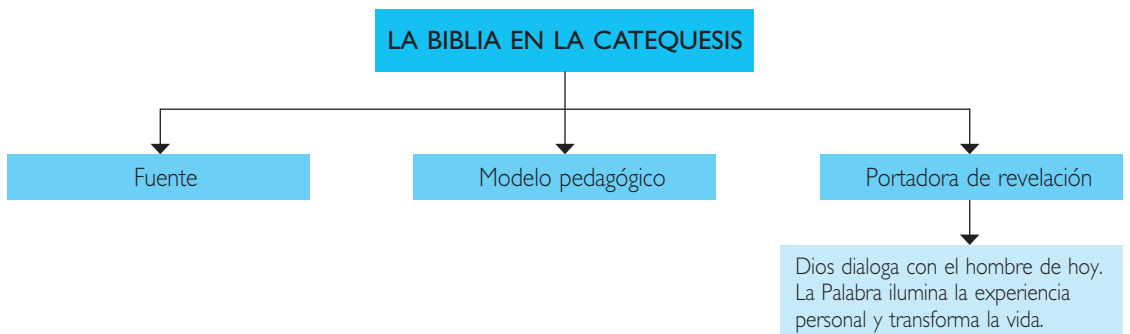 LA BIBLIA EN LA CATEQUESIS
Fuente
Modelo pedagógico
Portadora de revelación
Dios dialoga con el hombre de hoy.
La Palabra ilumina la experiencia
personal y transforma la vida.